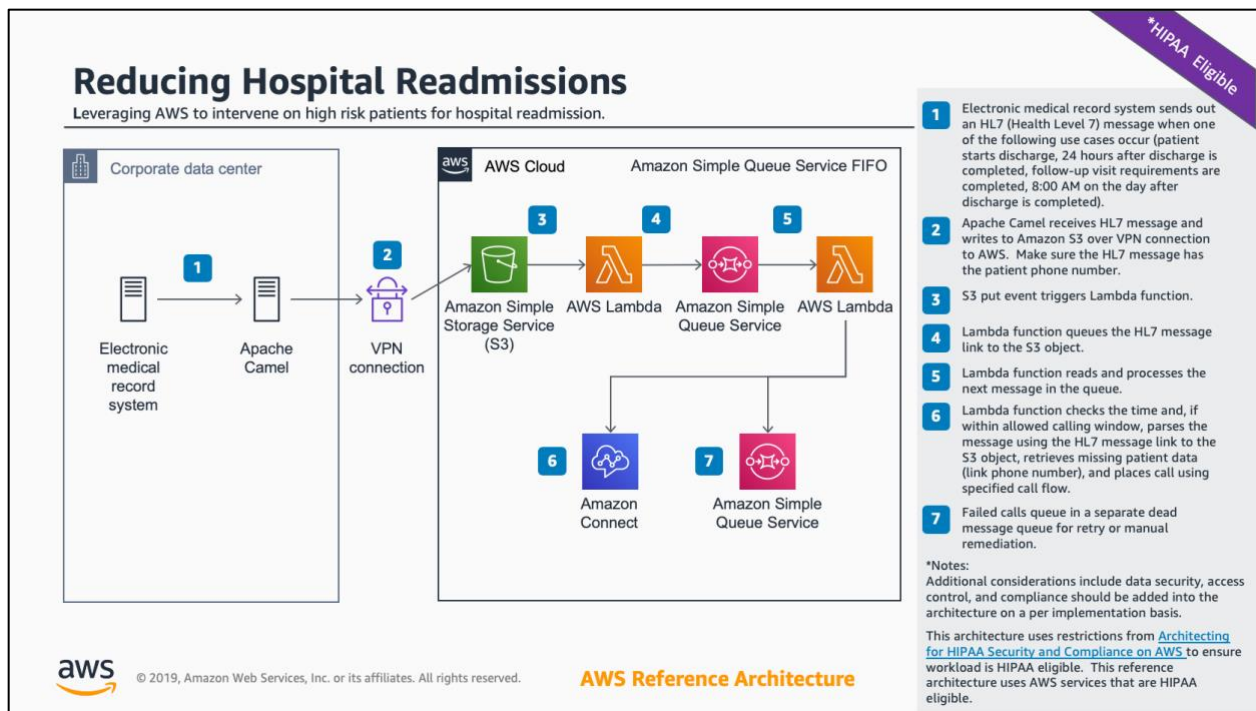 *HIPAA Eligible
Reducing Hospital Readmissions
Leveraging AWS to intervene on high risk patients for hospital readmission.
Corporate data center
aws
AWS Cloud
Amazon Simple Queue Service FIFO
1
2
3
4
5
Electronic
medical
record
system
Apache
Camel
VPN
connection
Amazon Simple
Storage Service
(S3)
AWS Lambda
Amazon Simple
Queue Service
AWS Lambda
6
Amazon
Connect
7
Amazon Simple
Queue Service
1
Electronic medical record system sends out
an HL7 (Health Level 7) message when one
of the following use cases occur (patient
starts discharge, 24 hours after discharge is
completed, follow-up visit requirements are
completed, 8:00 AM on the day after
discharge is completed).
2
Apache Camel receives HL7 message and
writes to Amazon S3 over VPN connection
to AWS. Make sure the HL7 message has
the patient phone number.
3
S3 put event triggers Lambda function.
4
Lambda function queues the HL7 message
link to the S3 object.
5
Lambda function reads and processes the
next message in the queue.
6
Lambda function checks the time and, if
within allowed calling window, parses the
message using the HL7 message link to the
S3 object, retrieves missing patient data
(link phone number), and places call using
specified call flow.
7
Failed calls queue in a separate dead
message queue for retry or manual
remediation.
*Notes:
Additional considerations include data security, access
control, and compliance should be added into the
architecture on a per implementation basis.
This architecture uses restrictions from Architecting
for HIPAA Security and Compliance on AWS to ensure
workload is HIPAA eligible. This reference
architecture uses AWS services that are HIPAA
eligible.
aws
© 2019, Amazon Web Services, Inc. or its affiliates. All rights reserved.
AWS Reference Architecture